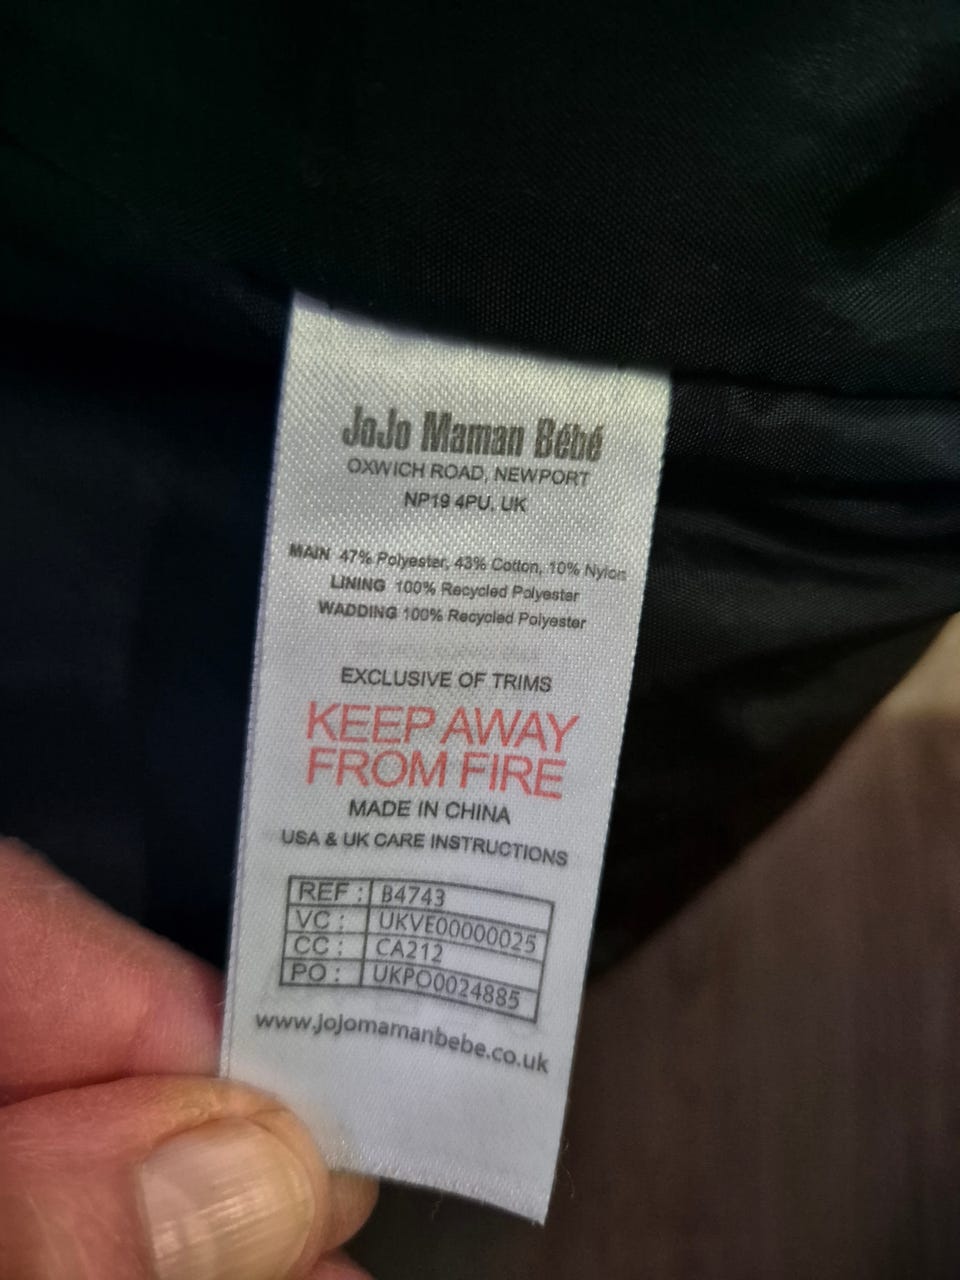 JoJo Maman Bébé
OXWICH ROAD, NEWPORT
NP19 4PU, UK
MAIN 47% Polyester, 43% Cotton, 10% Nylon
LINING 100% Recycled Polyester
WADDING 100% Recycled Polyester
EXCLUSIVE OF TRIMS
KEEP AWAY
FROM FIRE
MADE IN CHINA
USA & UK CARE INSTRUCTIONS
REF : B4743
VC : UKVE00000025
CC : CA212
PO : UKPO0024885
www.jojomamanbebe.co.uk